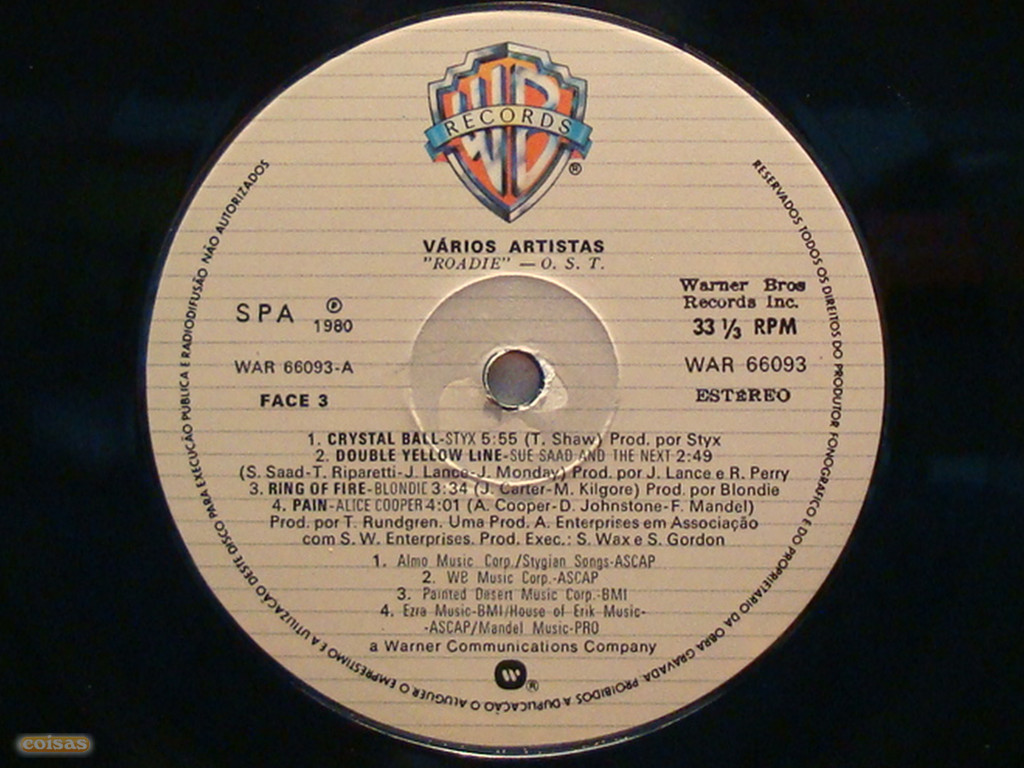 WB
RECORDS
®
VÁRIOS ARTISTAS
"ROADIE" — O. S. T.
SPA ℗ 1980
WAR 66093-A
FACE 3
Warner Bros
Records Inc.
33 1/3 RPM
WAR 66093
ESTÉREO
1. CRYSTAL BALL-STYX 5:55 (T. Shaw) Prod. por Styx
2. DOUBLE YELLOW LINE-SUE SAAD AND THE NEXT 2:49
(S. Saad-T. Riparetti-J. Lance-J. Monday) Prod. por J. Lance e R. Perry
3. RING OF FIRE-BLONDIE 3:34 (J. Carter-M. Kilgore) Prod. por Blondie
4. PAIN-ALICE COOPER 4:01 (A. Cooper-D. Johnstone-F. Mandel)
Prod. por T. Rundgren. Uma Prod. A. Enterprises em Associação
com S. W. Enterprises. Prod. Exec.: S. Wax e S. Gordon
1. Almo Music Corp./Stygian Songs-ASCAP
2. WB Music Corp.-ASCAP
3. Painted Desert Music Corp.-BMI
4. Ezra Music-BMI/House of Erik Music-
-ASCAP/Mandel Music-PRO
a Warner Communications Company
®
RESERVADOS TODOS OS DIREITOS DO PRODUTOR FONOGRÁFICO E DO PROPRIETÁRIO DA OBRA GRAVADA. PROIBIDOS A DUPLICAÇÃO O ALUGUER O EMPRÉSTIMO E A UTILIZAÇÃO DESTE DISCO PARA EXECUÇÃO PÚBLICA E RADIODIFUSÃO NÃO AUTORIZADOS
coisas